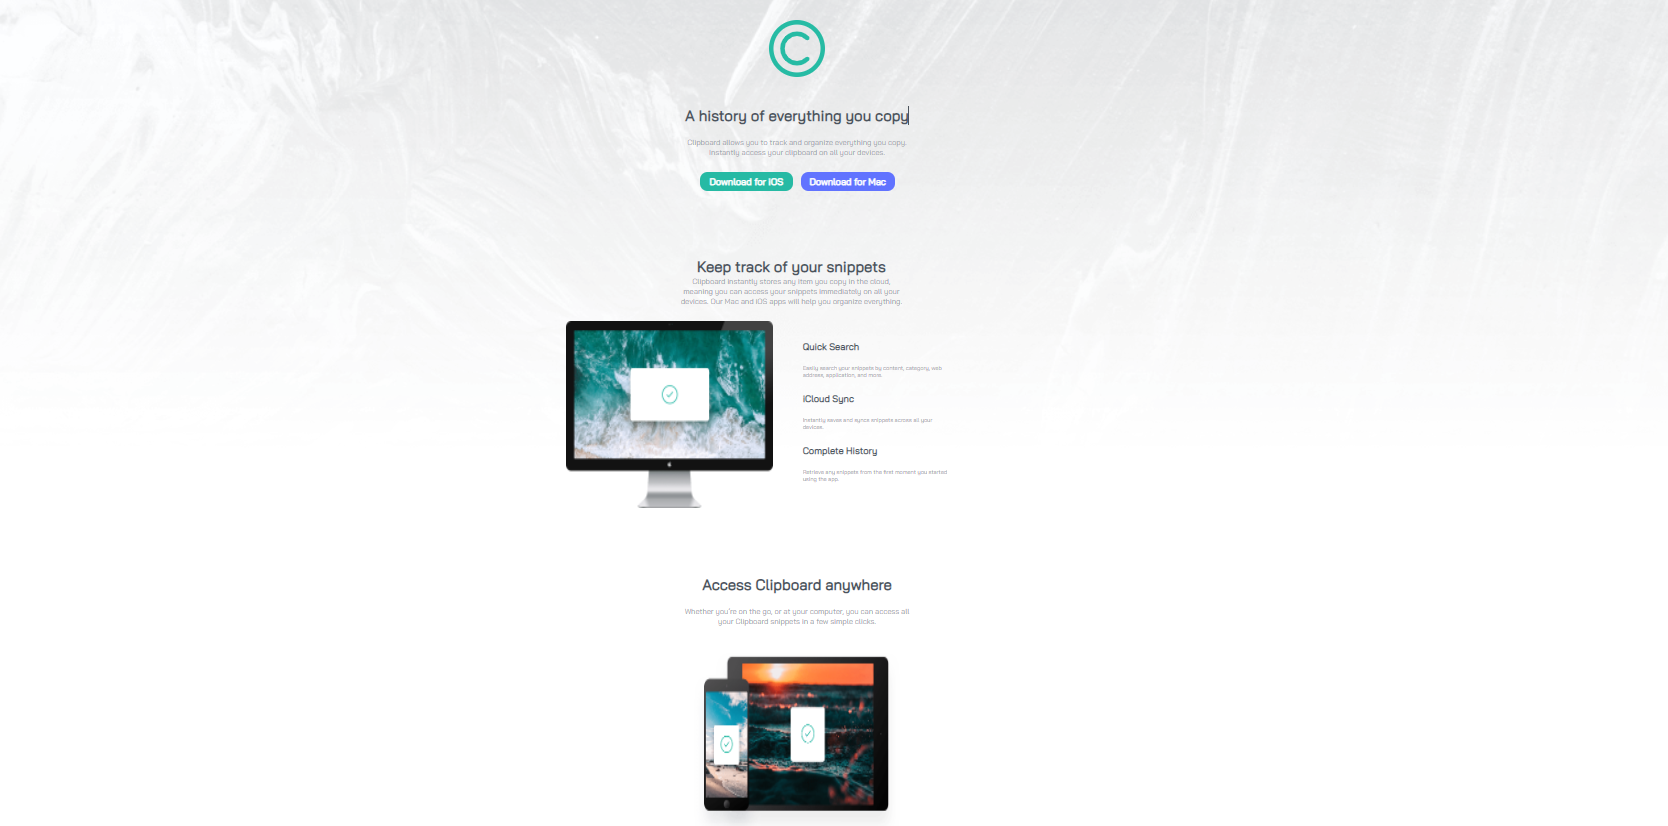 A history of everything you copy
Clipboard allows you to track and organize everything you copy.
Instantly access your clipboard on all your devices.
Download for iOS
Download for Mac
Keep track of your snippets
Clipboard instantly stores any item you copy in the cloud,
meaning you can access your snippets immediately on all your
devices. Our Mac and iOS apps will help you organize everything.
Quick Search
Easily search your snippets by content, category, web
address, application, and more.
iCloud Sync
Instantly saves and syncs snippets across all your
devices.
Complete History
Retrieve any snippets from the first moment you started
using the app.
Access Clipboard anywhere
Whether you're on the go, or at your computer, you can access all
your Clipboard snippets in a few simple clicks.